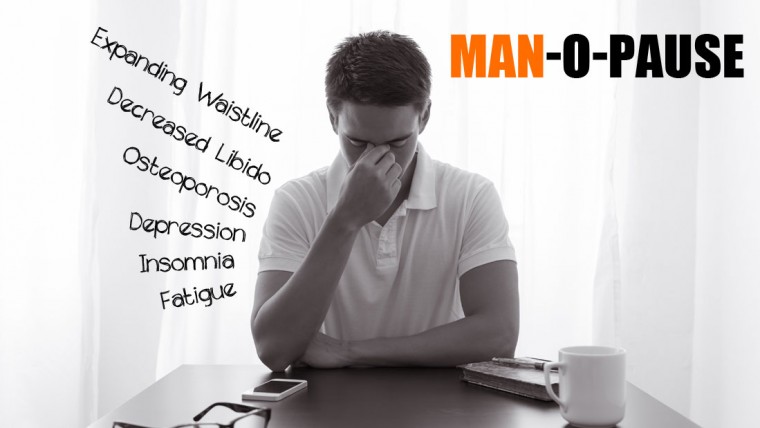 MAN-O-PAUSE
Expanding Waistline
Decreased Libido
Osteoporosis
Depression
Insomnia
Fatigue